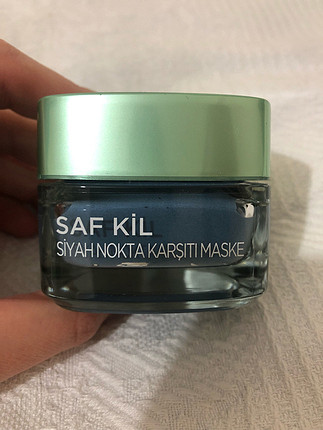 SAF KİL
SİYAH NOKTA KARŞITI MASKE